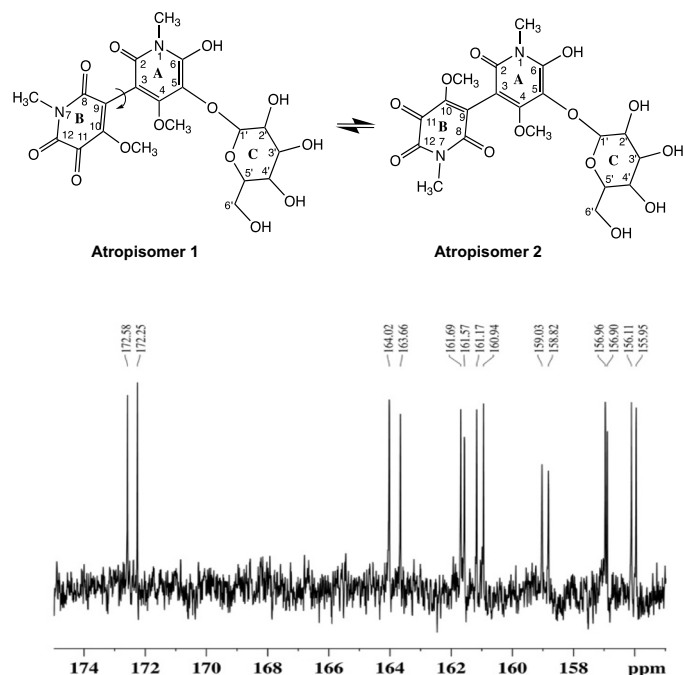 CH₃
O N OH
1
2 6
A
3 5
4
O
8
H₃C
N 7 B 9
O
OCH₃
12 10
11
O OCH₃
O
OH
1' 2'
OH
O C 3'
5' 4'
OH
6'
OH
CH₃
O N OH
1
2 6
A
3 5
4
OCH₃
O
10 9
O 11 B
OCH₃
12 7 8
O N O
CH₃
O
OH
1' 2'
OH
O C 3'
5' 4'
OH
6'
OH
Atropisomer 1 Atropisomer 2
172.58
172.25
164.02
163.66
161.69
161.57
161.17
160.94
159.03
158.82
156.96
156.90
156.11
155.95
174 172 170 168 166 164 162 160 158 ppm